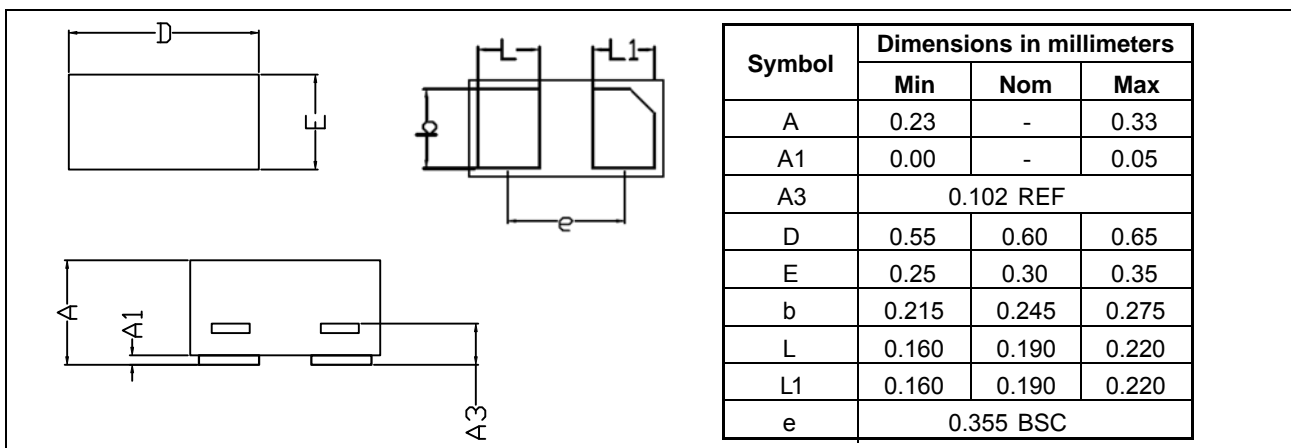 D
E
L
L1
b
e
A
A1
A3
Symbol Dimensions in millimeters
Min Nom Max
A 0.23 - 0.33
A1 0.00 - 0.05
A3 0.102 REF
D 0.55 0.60 0.65
E 0.25 0.30 0.35
b 0.215 0.245 0.275
L 0.160 0.190 0.220
L1 0.160 0.190 0.220
e 0.355 BSC